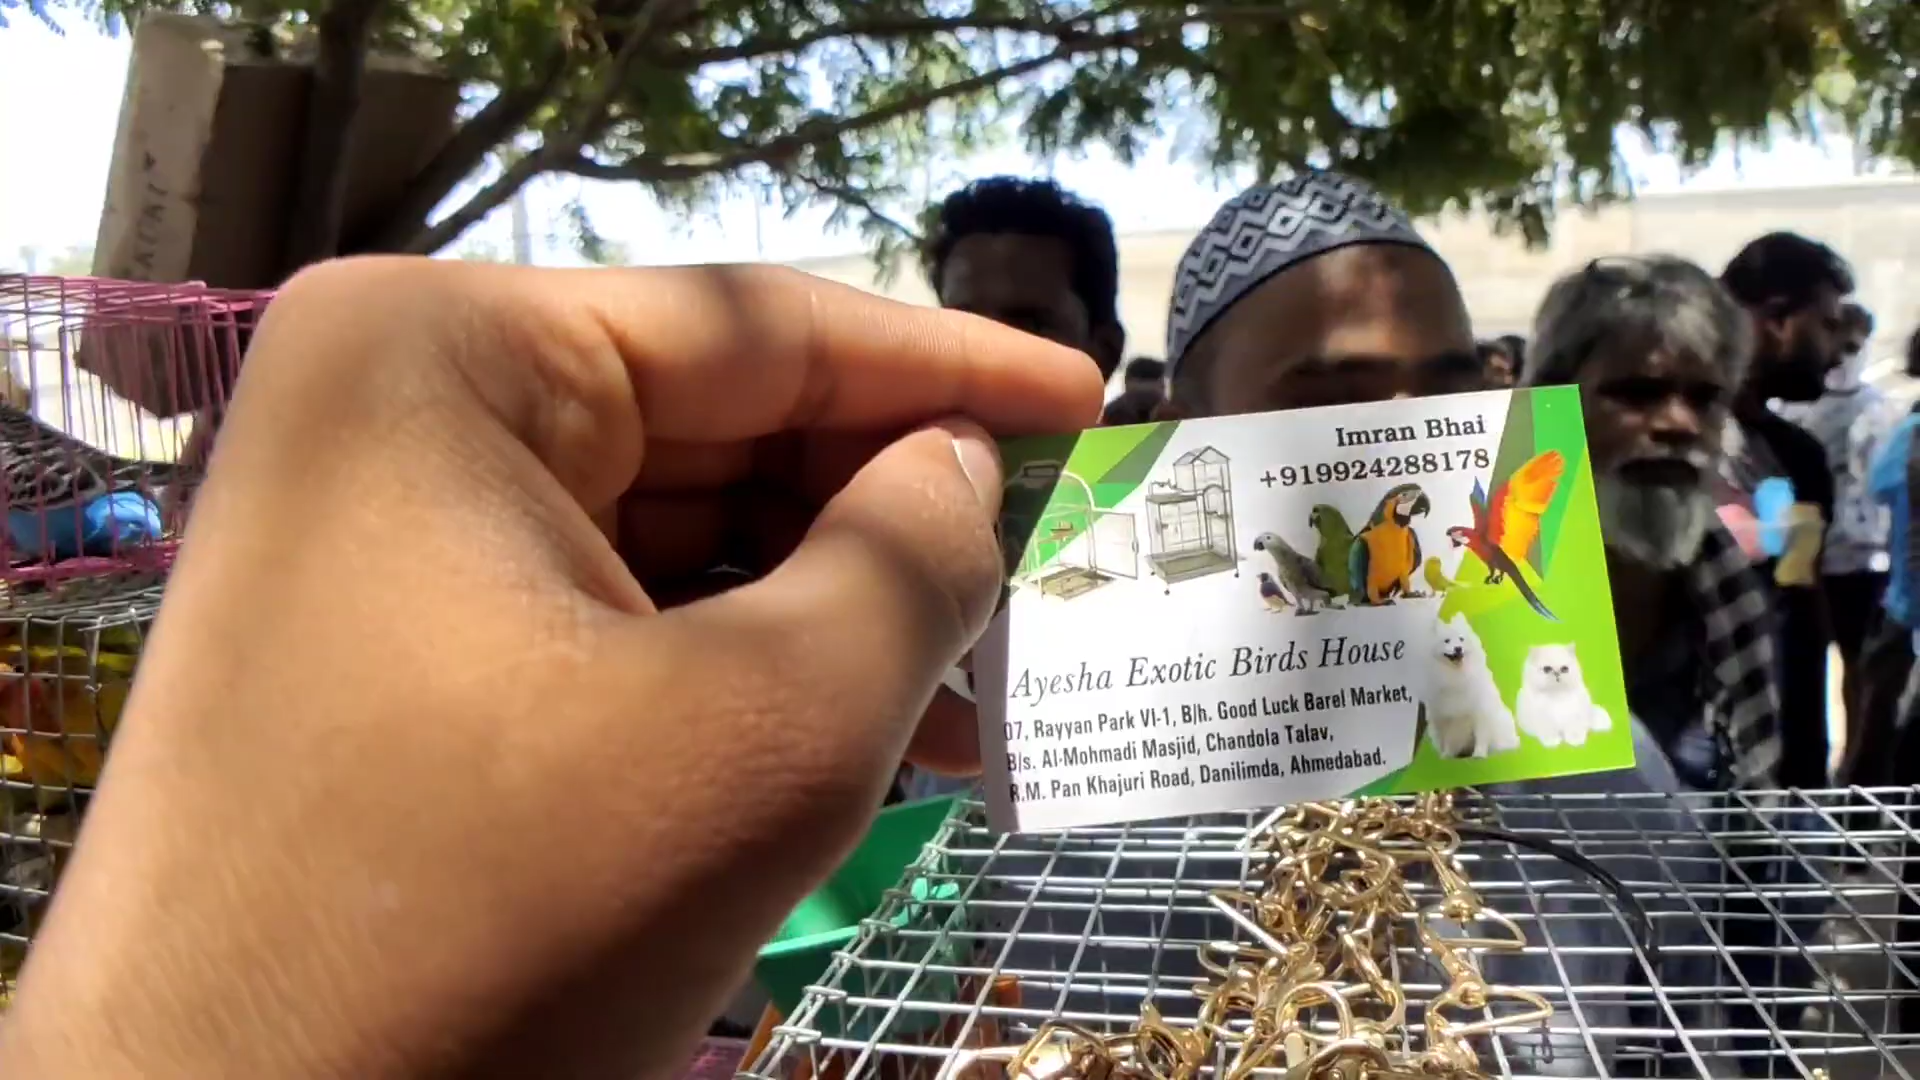 Imran Bhai
+919924288178
Ayesha Exotic Birds House
07, Rayyan Park VI-1, B/h. Good Luck Barel Market,
B/s. Al-Mohmadi Masjid, Chandola Talav,
R.M. Pan Khajuri Road, Danilimda, Ahmedabad.